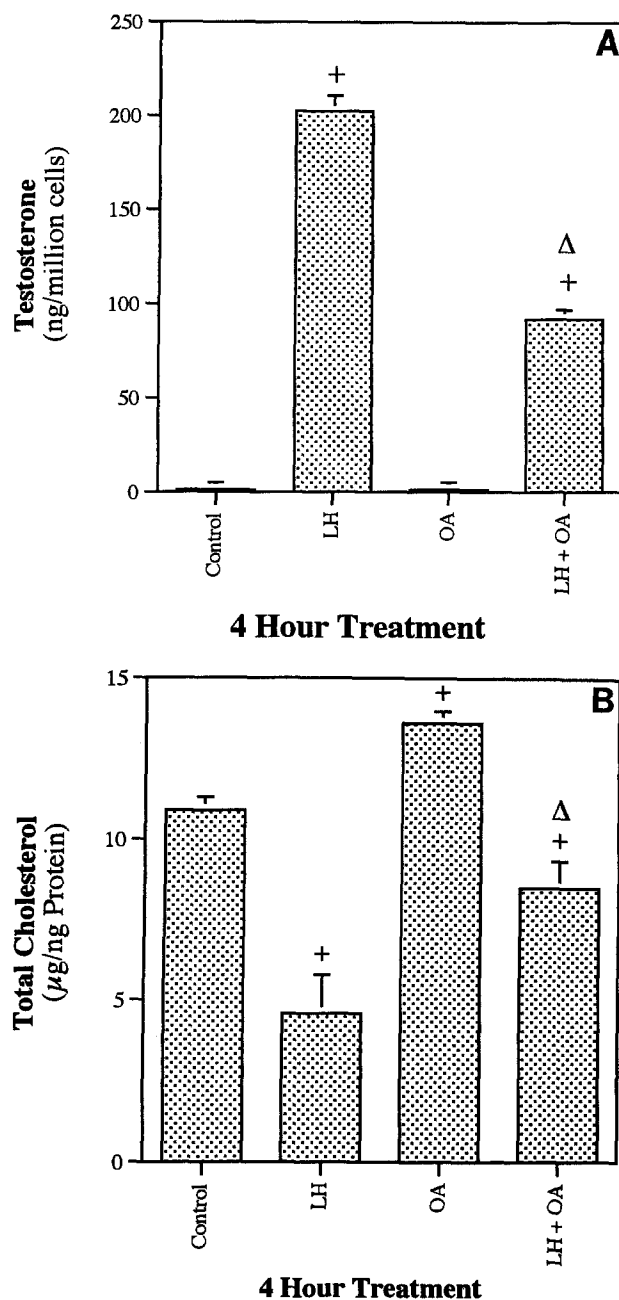 A
250
200
150
100
50
0
Testosterone
(ng/million cells)
+
Δ
+
Control
LH
OA
LH + OA
4 Hour Treatment
B
15
10
5
0
Total Cholesterol
(µg/ng Protein)
+
+
Δ
+
Control
LH
OA
LH + OA
4 Hour Treatment